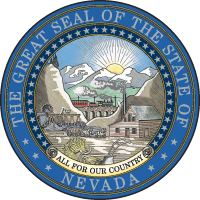 THE GREAT SEAL OF THE STATE OF
NEVADA
ALL FOR OUR COUNTRY